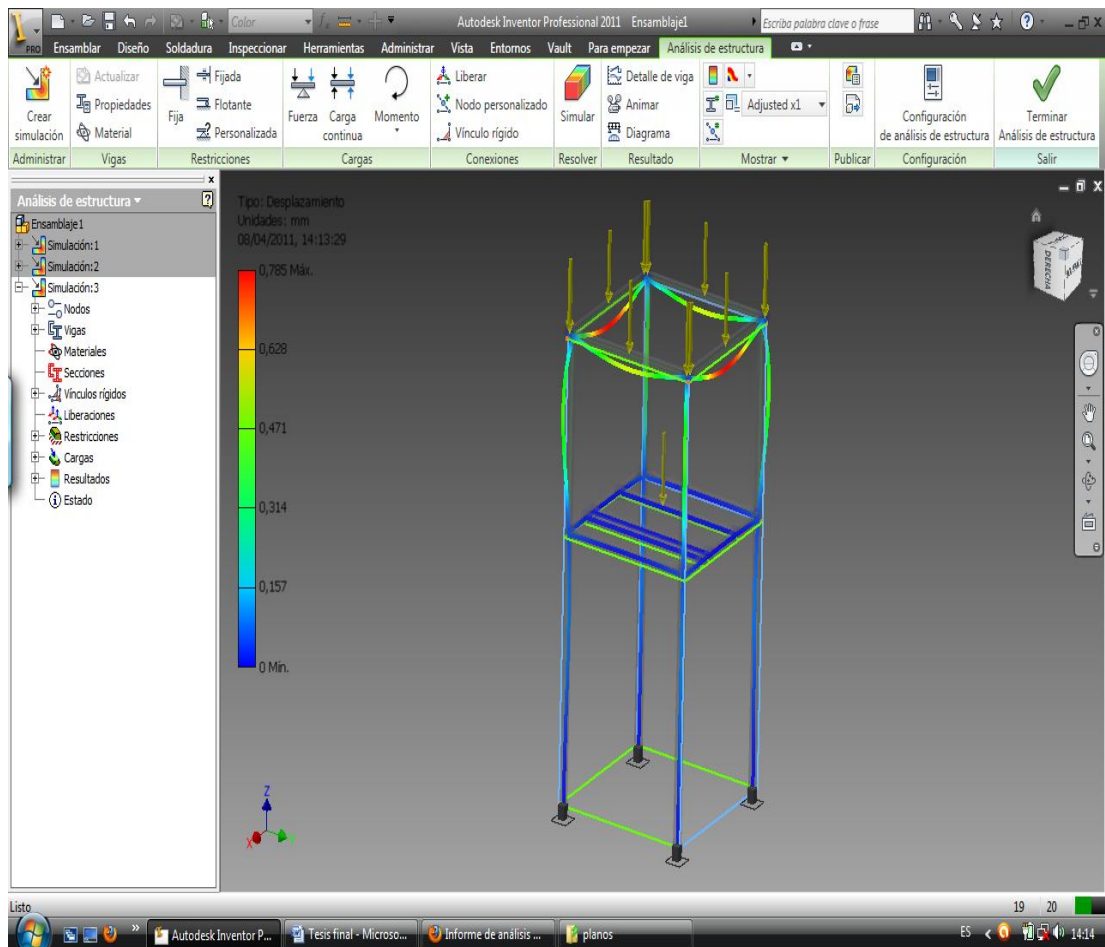 Color
Autodesk Inventor Professional 2011 Ensamblaje1
Escriba palabra clave o frase
PRO
Ensamblar Diseño Soldadura Inspeccionar Herramientas Administrar Vista Entornos Vault Para empezar Análisis de estructura
Crear simulación
Actualizar
Propiedades
Material
Fija
Fijada
Flotante
Personalizada
Fuerza
Carga continua
Momento
Liberar
Nodo personalizado
Vínculo rígido
Simular
Detalle de viga
Animar
Diagrama
Adjusted x1
Configuración de análisis de estructura
Terminar Análisis de estructura
Administrar Vigas Restricciones Cargas Conexiones Resolver Resultado Mostrar Publicar Configuración Salir
Análisis de estructura
Ensamblaje1
Simulación:1
Simulación:2
Simulación:3
Nodos
Vigas
Materiales
Secciones
Vínculos rígidos
Liberaciones
Restricciones
Cargas
Resultados
Estado
Tipo: Desplazamiento
Unidades: mm
08/04/2011, 14:13:29
0,785 Máx.
0,628
0,471
0,314
0,157
0 Mín.
DERECHA
Z
X
Listo
19 20
Autodesk Inventor P...
Tesis final - Microso...
Informe de análisis ...
planos
ES
14:14